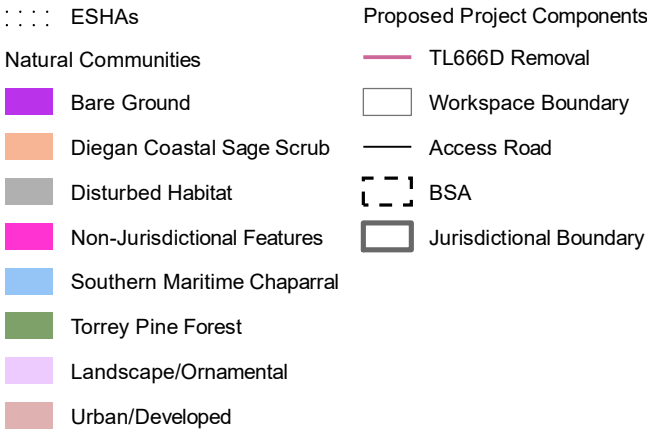 ESHAs
Natural Communities
Bare Ground
Diegan Coastal Sage Scrub
Disturbed Habitat
Non-Jurisdictional Features
Southern Maritime Chaparral
Torrey Pine Forest
Landscape/Ornamental
Urban/Developed
Proposed Project Components
TL666D Removal
Workspace Boundary
Access Road
BSA
Jurisdictional Boundary